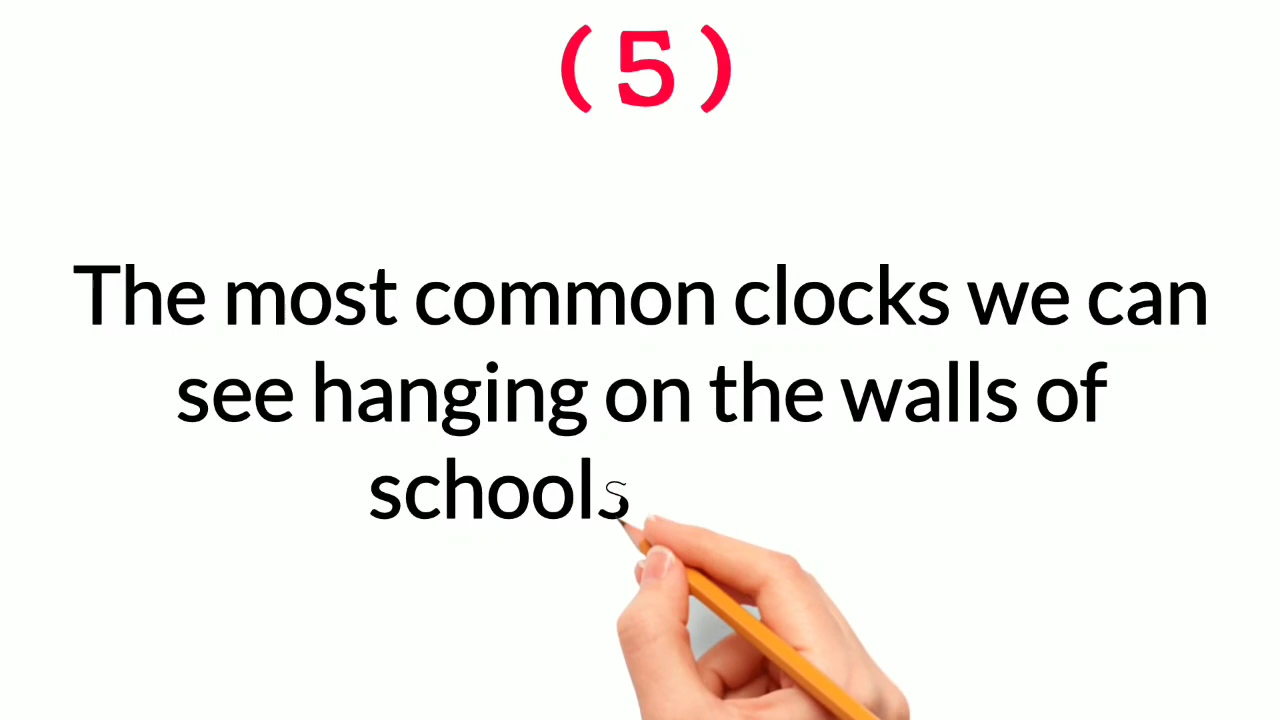 (5)
The most common clocks we can
see hanging on the walls of
schools